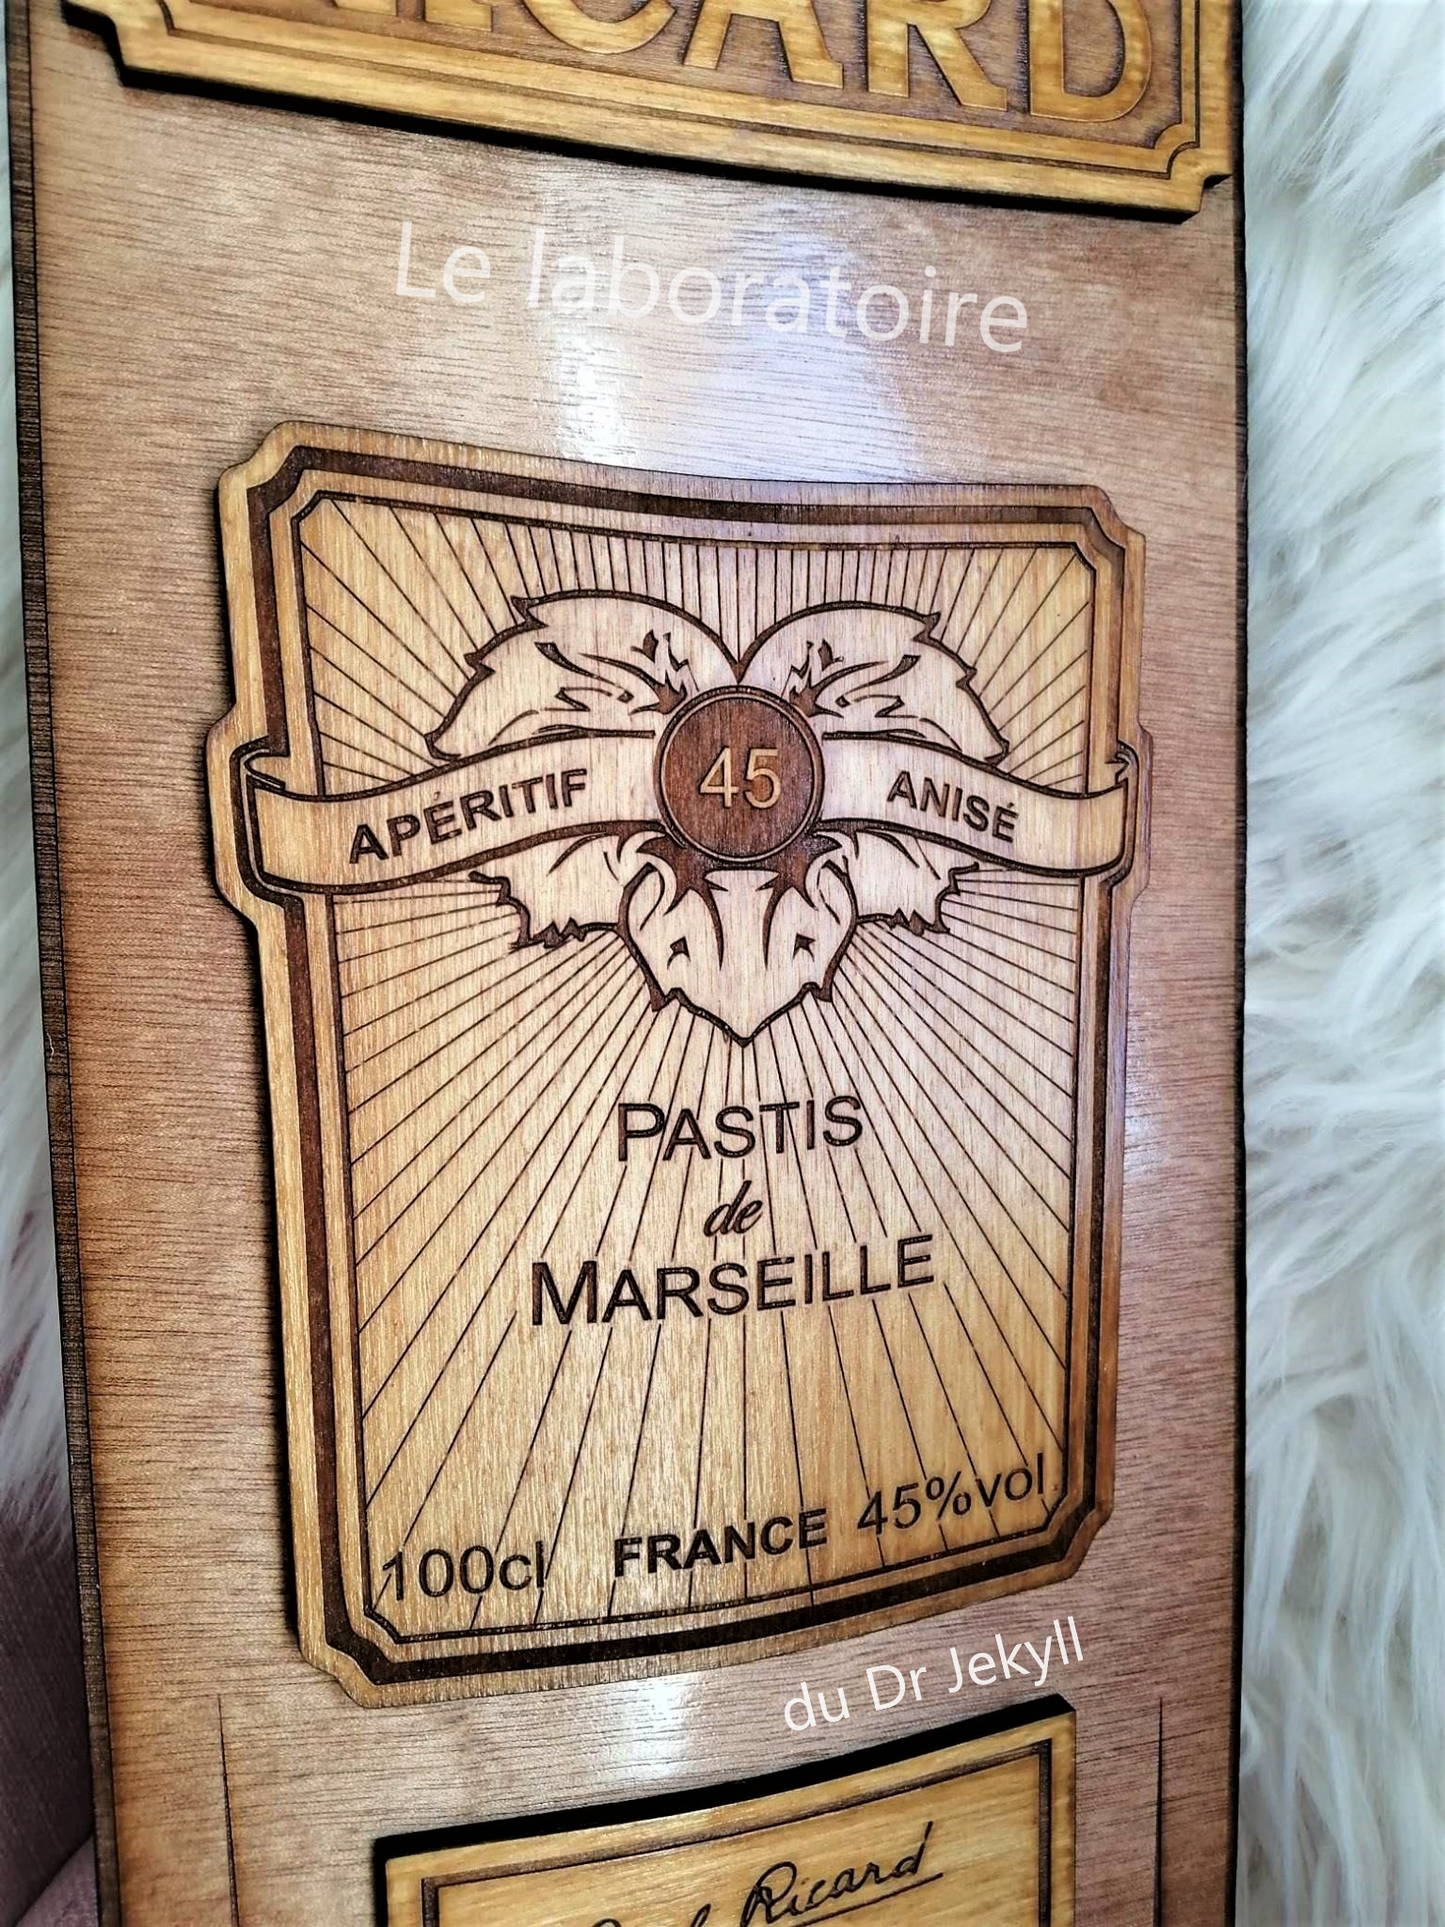 RICARD
Le laboratoire
APÉRITIF 45 ANISÉ
PASTIS
de
MARSEILLE
100cl FRANCE 45%vol
du Dr Jekyll
Ricard